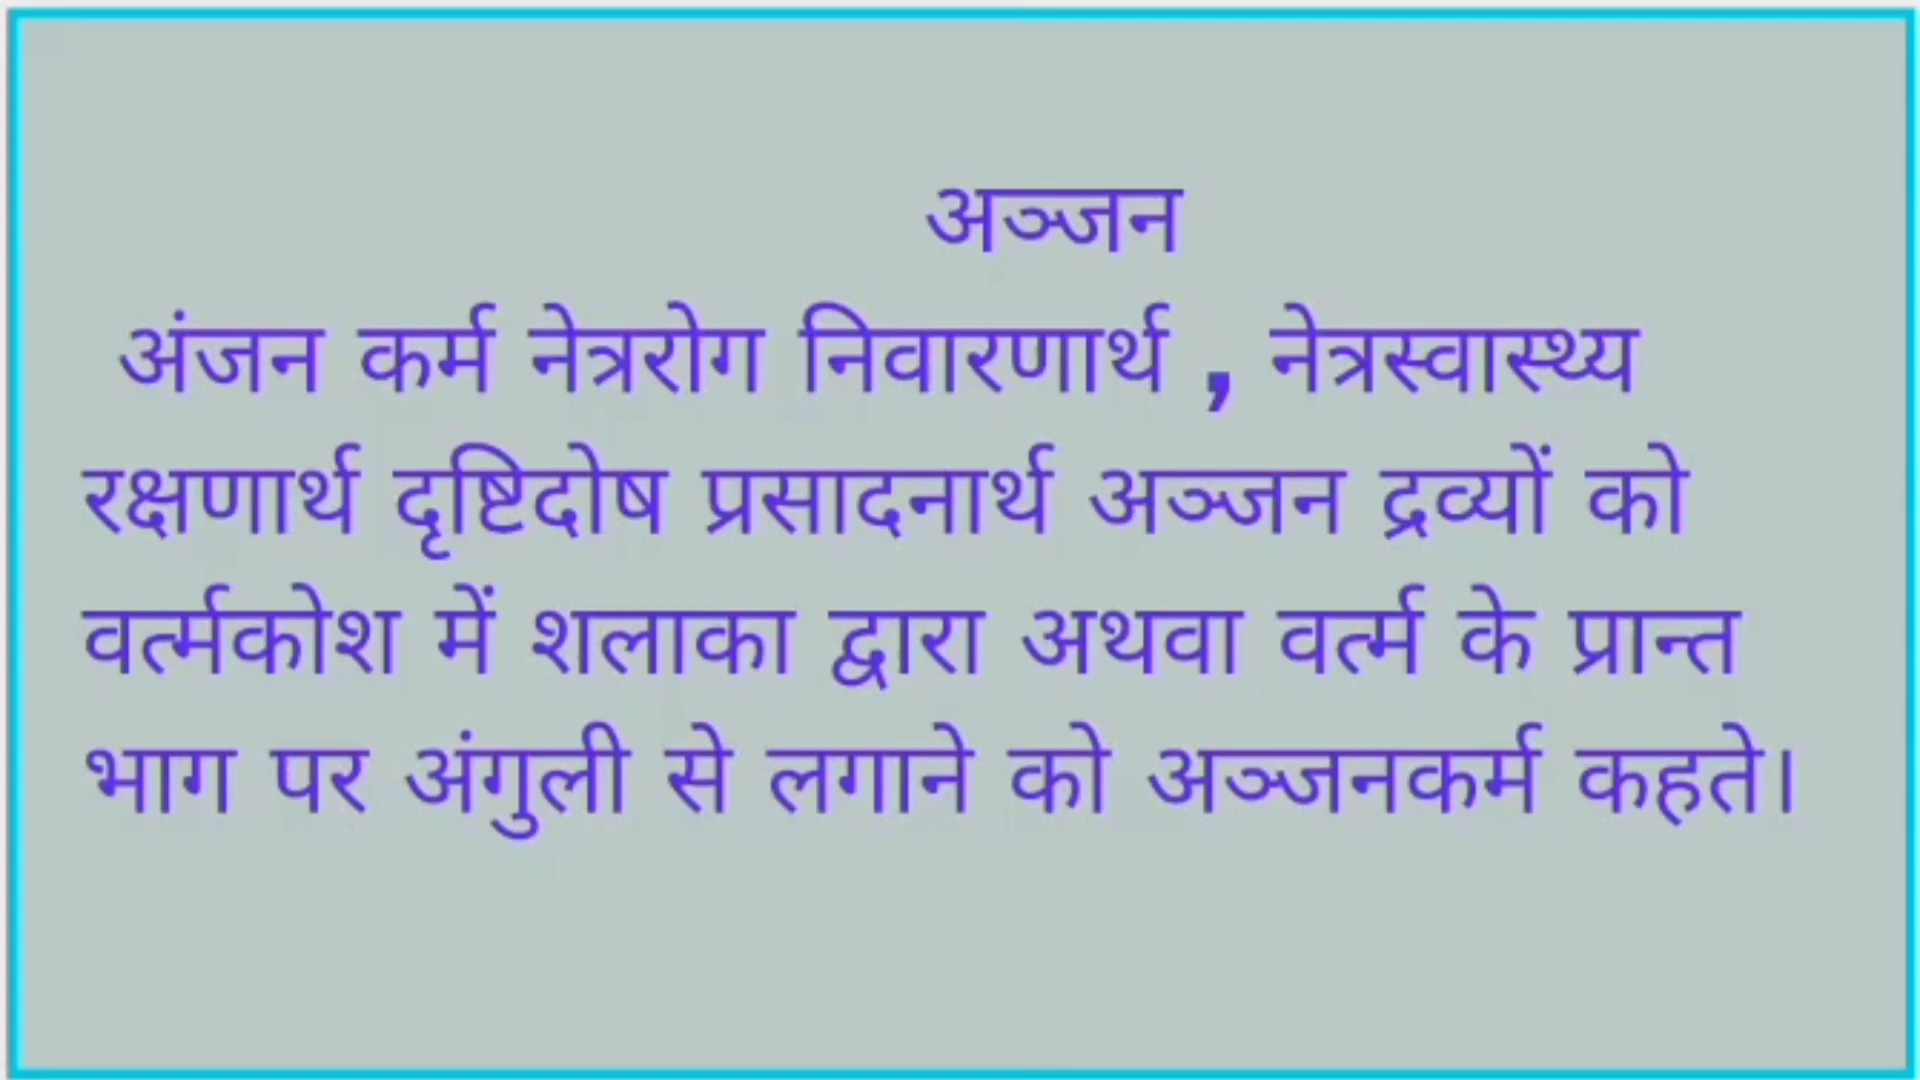 अञ्जन
अंजन कर्म नेत्ररोग निवारणार्थ , नेत्रस्वास्थ्य
रक्षणार्थ दृष्टिदोष प्रसादनार्थ अञ्जन द्रव्यों को
वर्त्मकोश में शलाका द्वारा अथवा वर्त्म के प्रान्त
भाग पर अंगुली से लगाने को अञ्जनकर्म कहते।